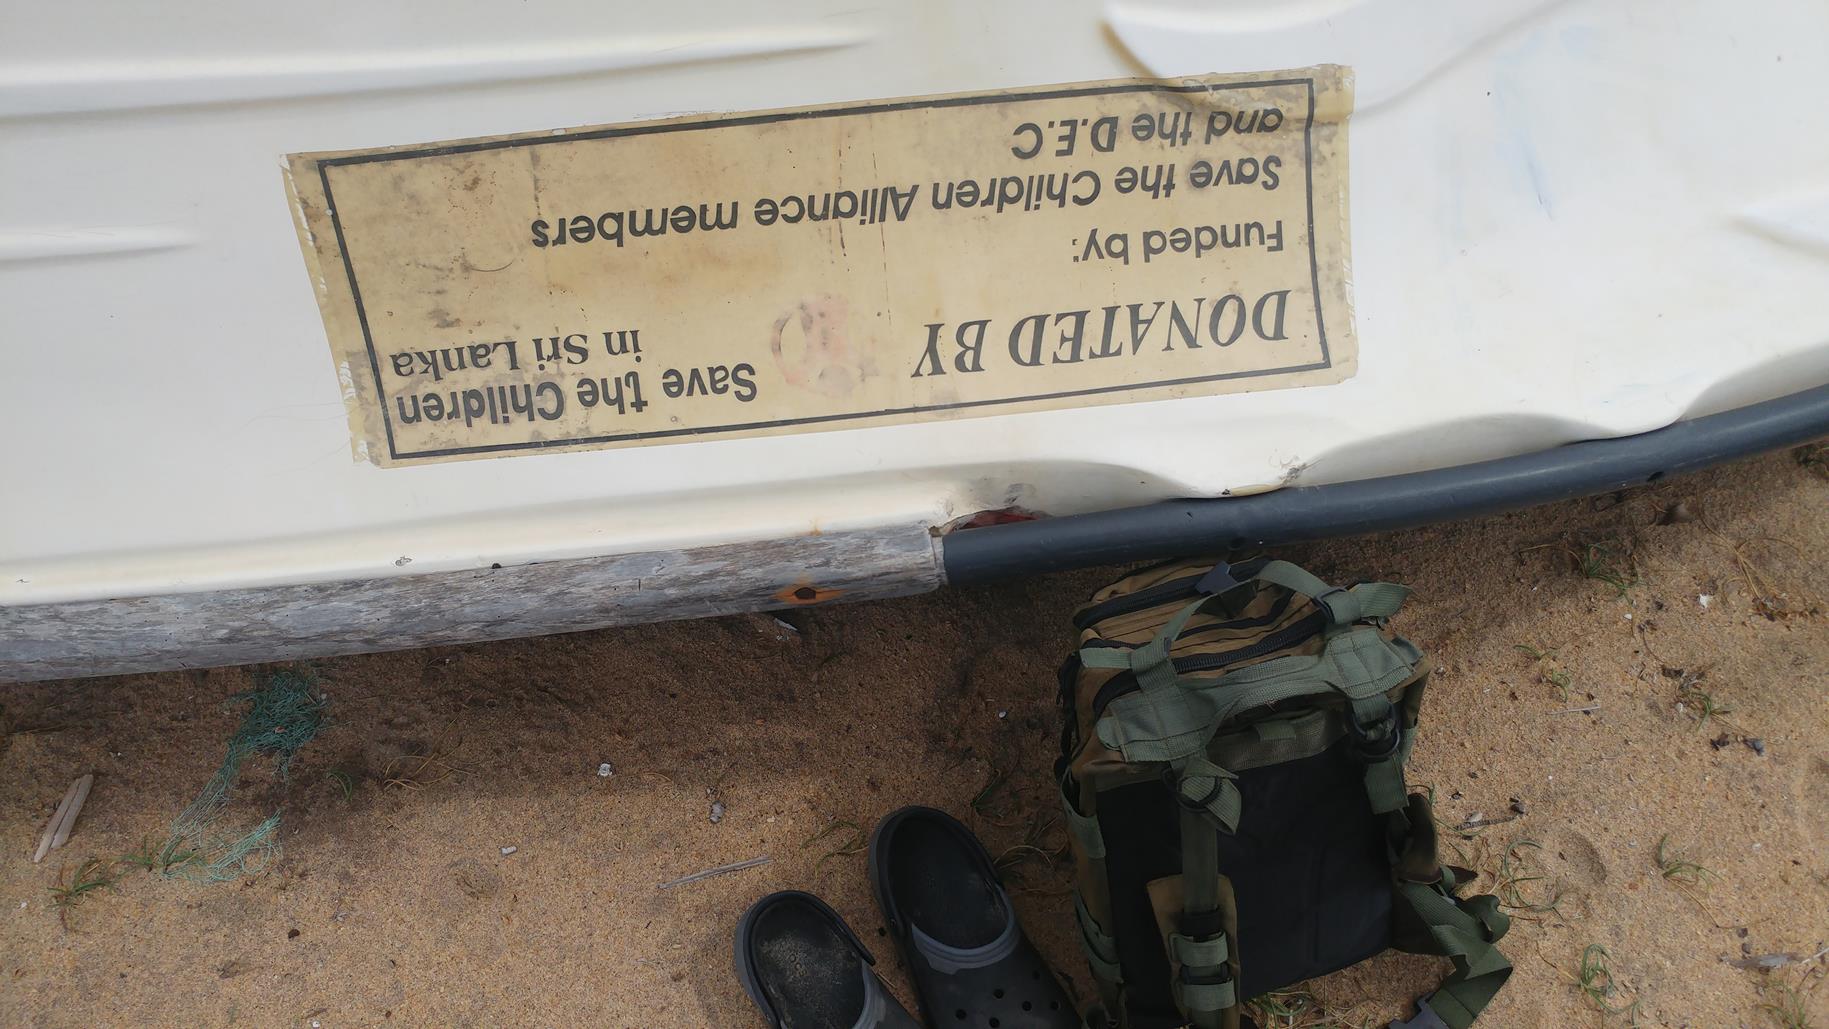 DONATED BY
Save the Children
in Sri Lanka
Funded by:
Save the Children Alliance members
and the D.E.C